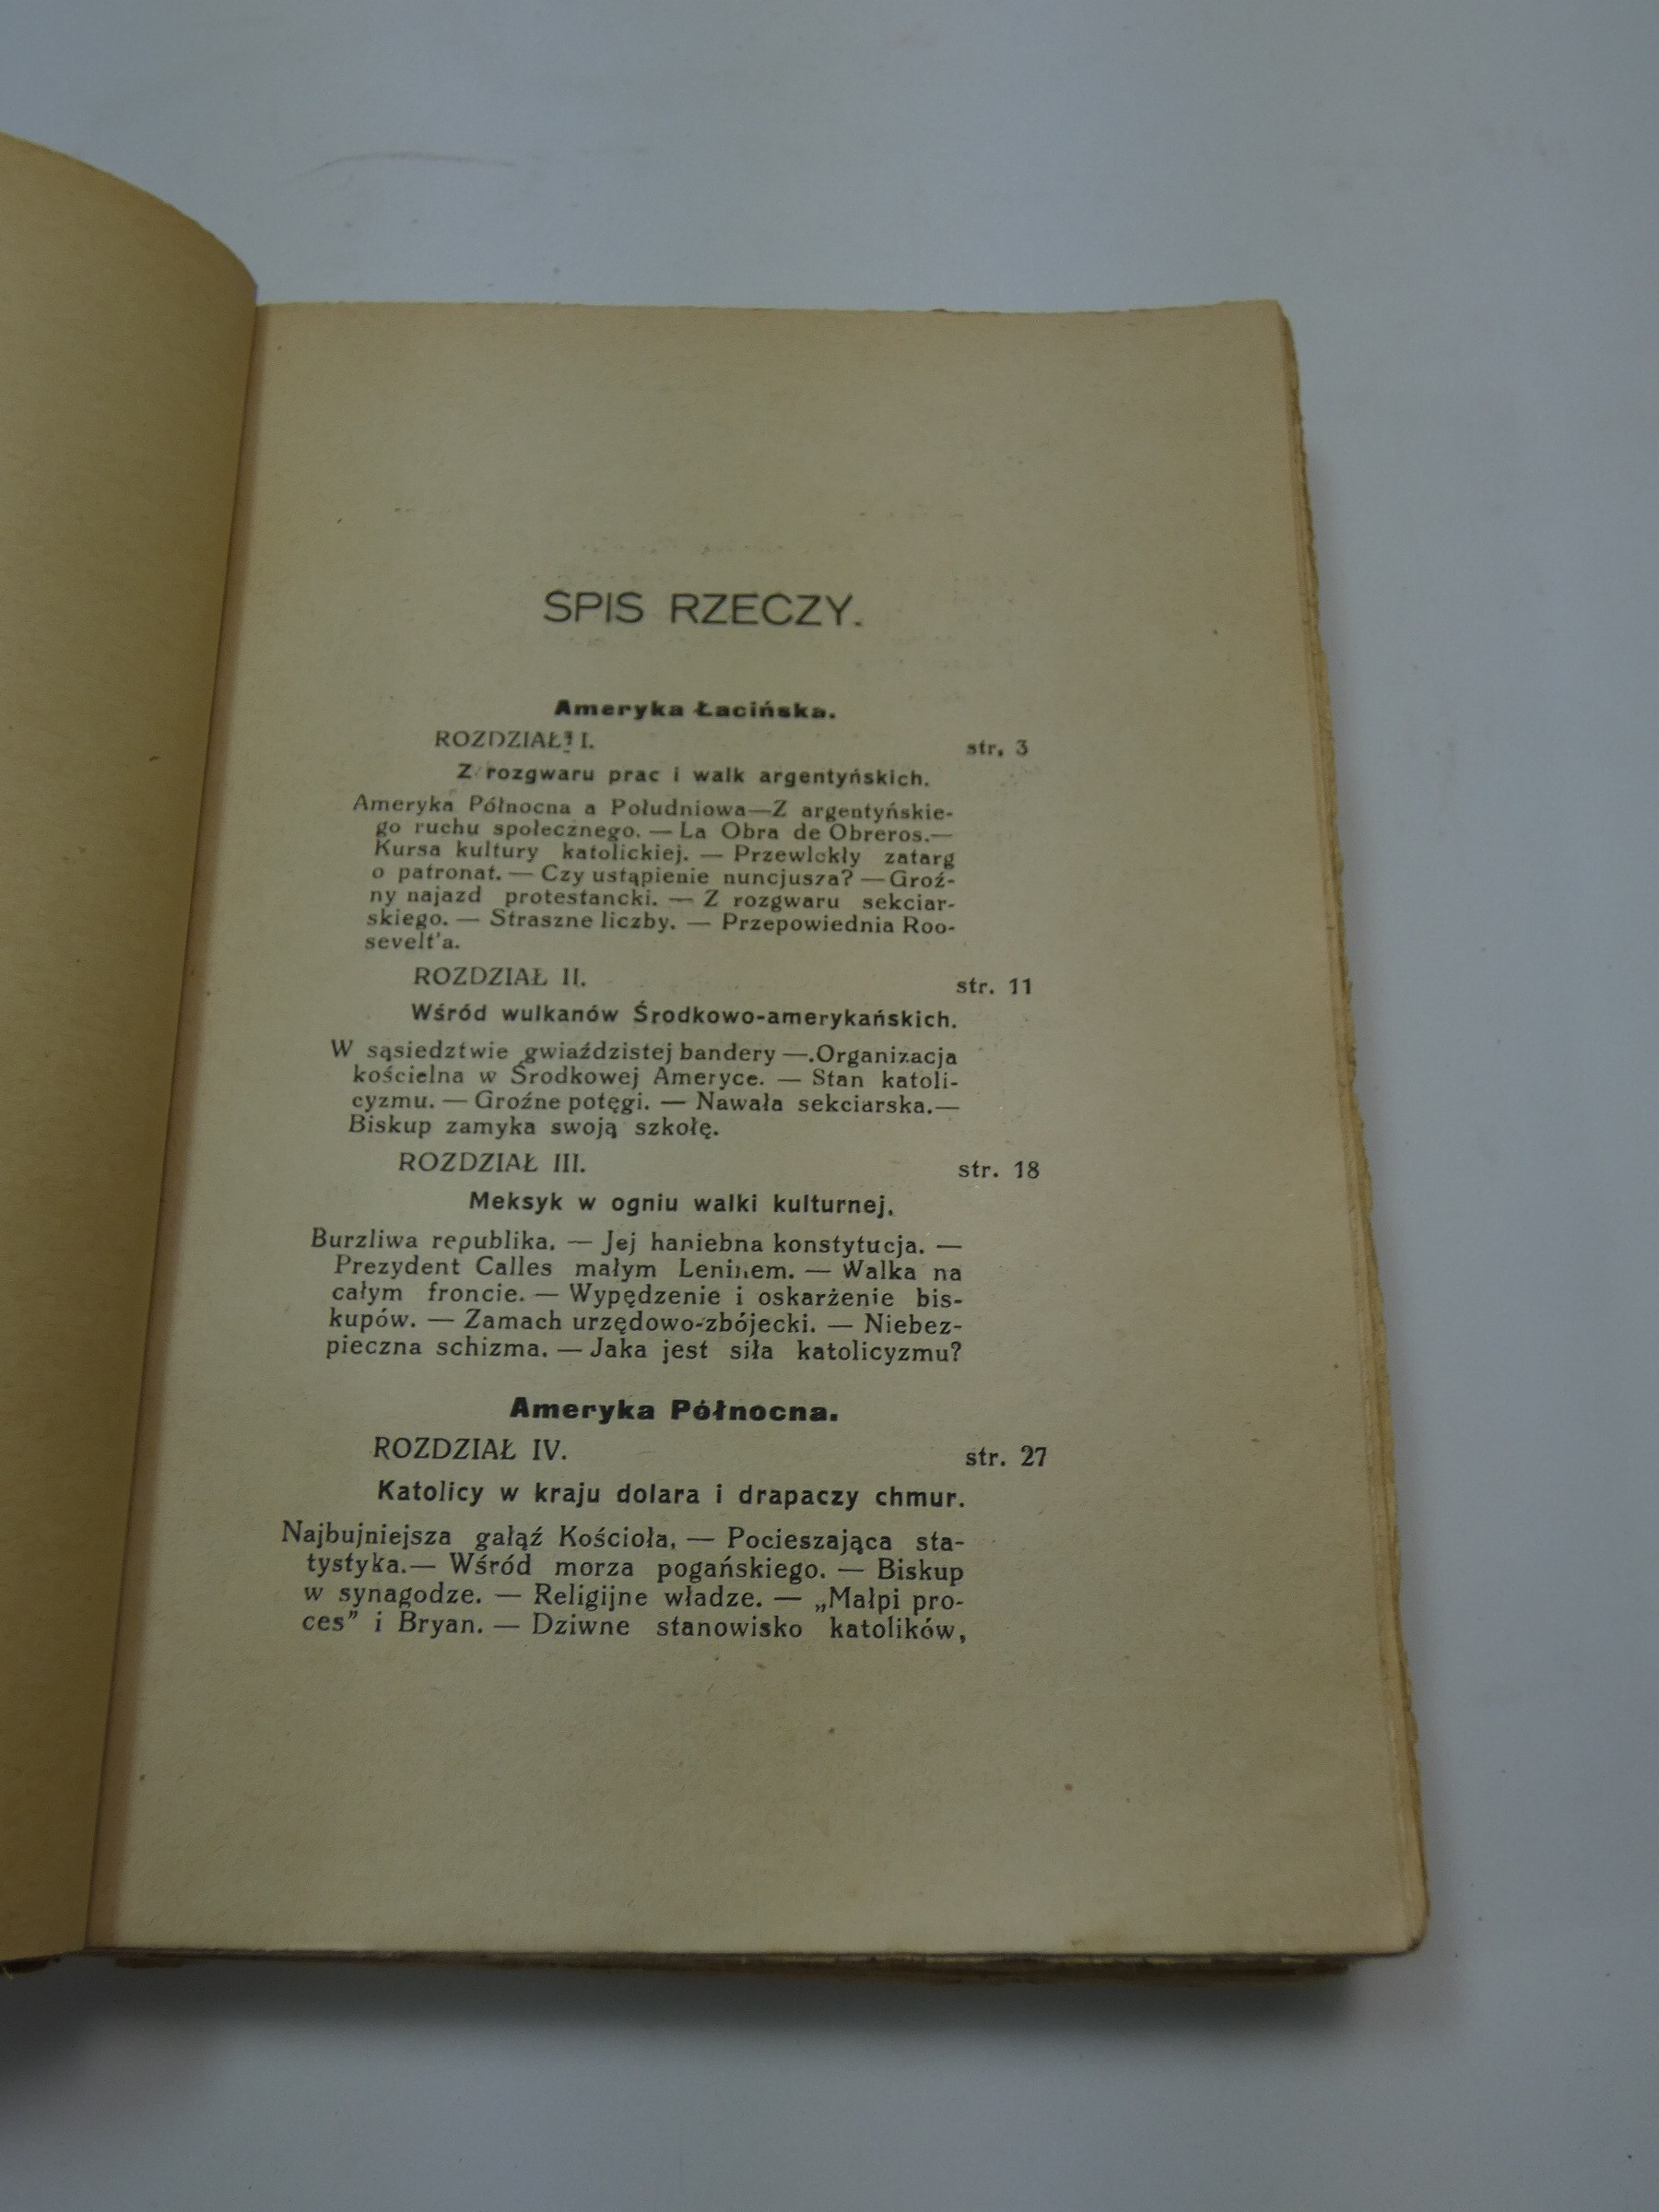 SPIS RZECZY.
Ameryka Łacińska.
ROZDZIAŁ I. str. 3
Z rozgwaru prac i walk argentyńskich.
Ameryka Północna a Południowa—Z argentyńskie-
go ruchu społecznego. — La Obra de Obreros.—
Kursa kultury katolickiej. — Przewlekły zatarg
o patronat. — Czy ustąpienie nuncjusza? — Groź-
ny najazd protestancki. — Z rozgwaru sekciar-
skiego. — Straszne liczby. — Przepowiednia Roo-
sevelt'a.
ROZDZIAŁ II. str. 11
Wśród wulkanów Środkowo-amerykańskich.
W sąsiedztwie gwiaździstej bandery —.Organizacja
kościelna w Środkowej Ameryce. — Stan katoli-
cyzmu. — Groźne potęgi. — Nawała sekciarska.—
Biskup zamyka swoją szkołę.
ROZDZIAŁ III. str. 18
Meksyk w ogniu walki kulturnej.
Burzliwa republika. — Jej haniebna konstytucja. —
Prezydent Calles małym Leninem. — Walka na
całym froncie. — Wypędzenie i oskarżenie bis-
kupów. — Zamach urzędowo-zbójecki. — Niebez-
pieczna schizma. — Jaka jest siła katolicyzmu?
Ameryka Północna.
ROZDZIAŁ IV. str. 27
Katolicy w kraju dolara i drapaczy chmur.
Najbujniejsza gałąź Kościoła, — Pocieszająca sta-
tystyka.— Wśród morza pogańskiego. — Biskup
w synagodze. — Religijne władze. — „Małpi pro-
ces” i Bryan. — Dziwne stanowisko katolików,